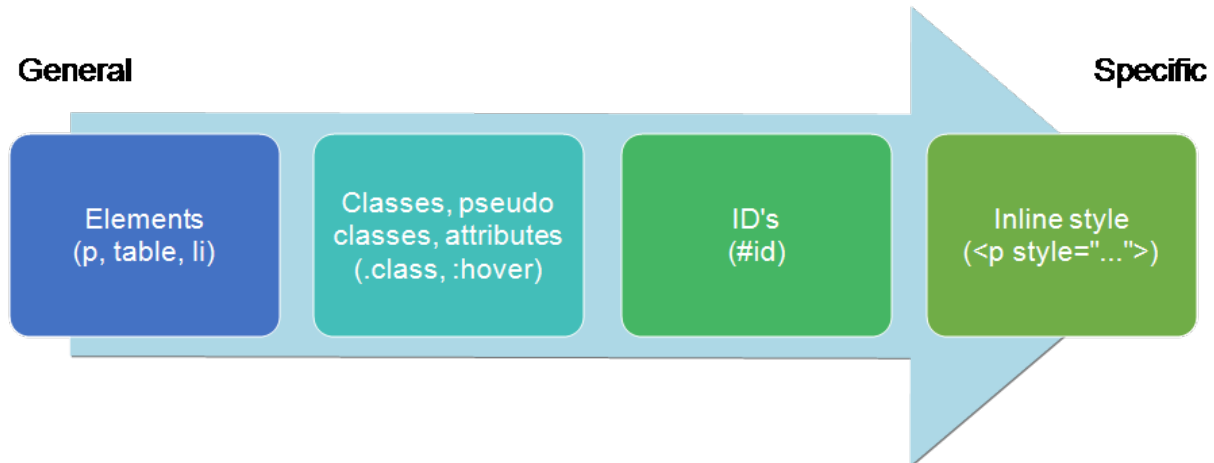 General
Specific
Elements
(p, table, li)
Classes, pseudo
classes, attributes
(.class, :hover)
ID's
(#id)
Inline style
(<p style="...">)